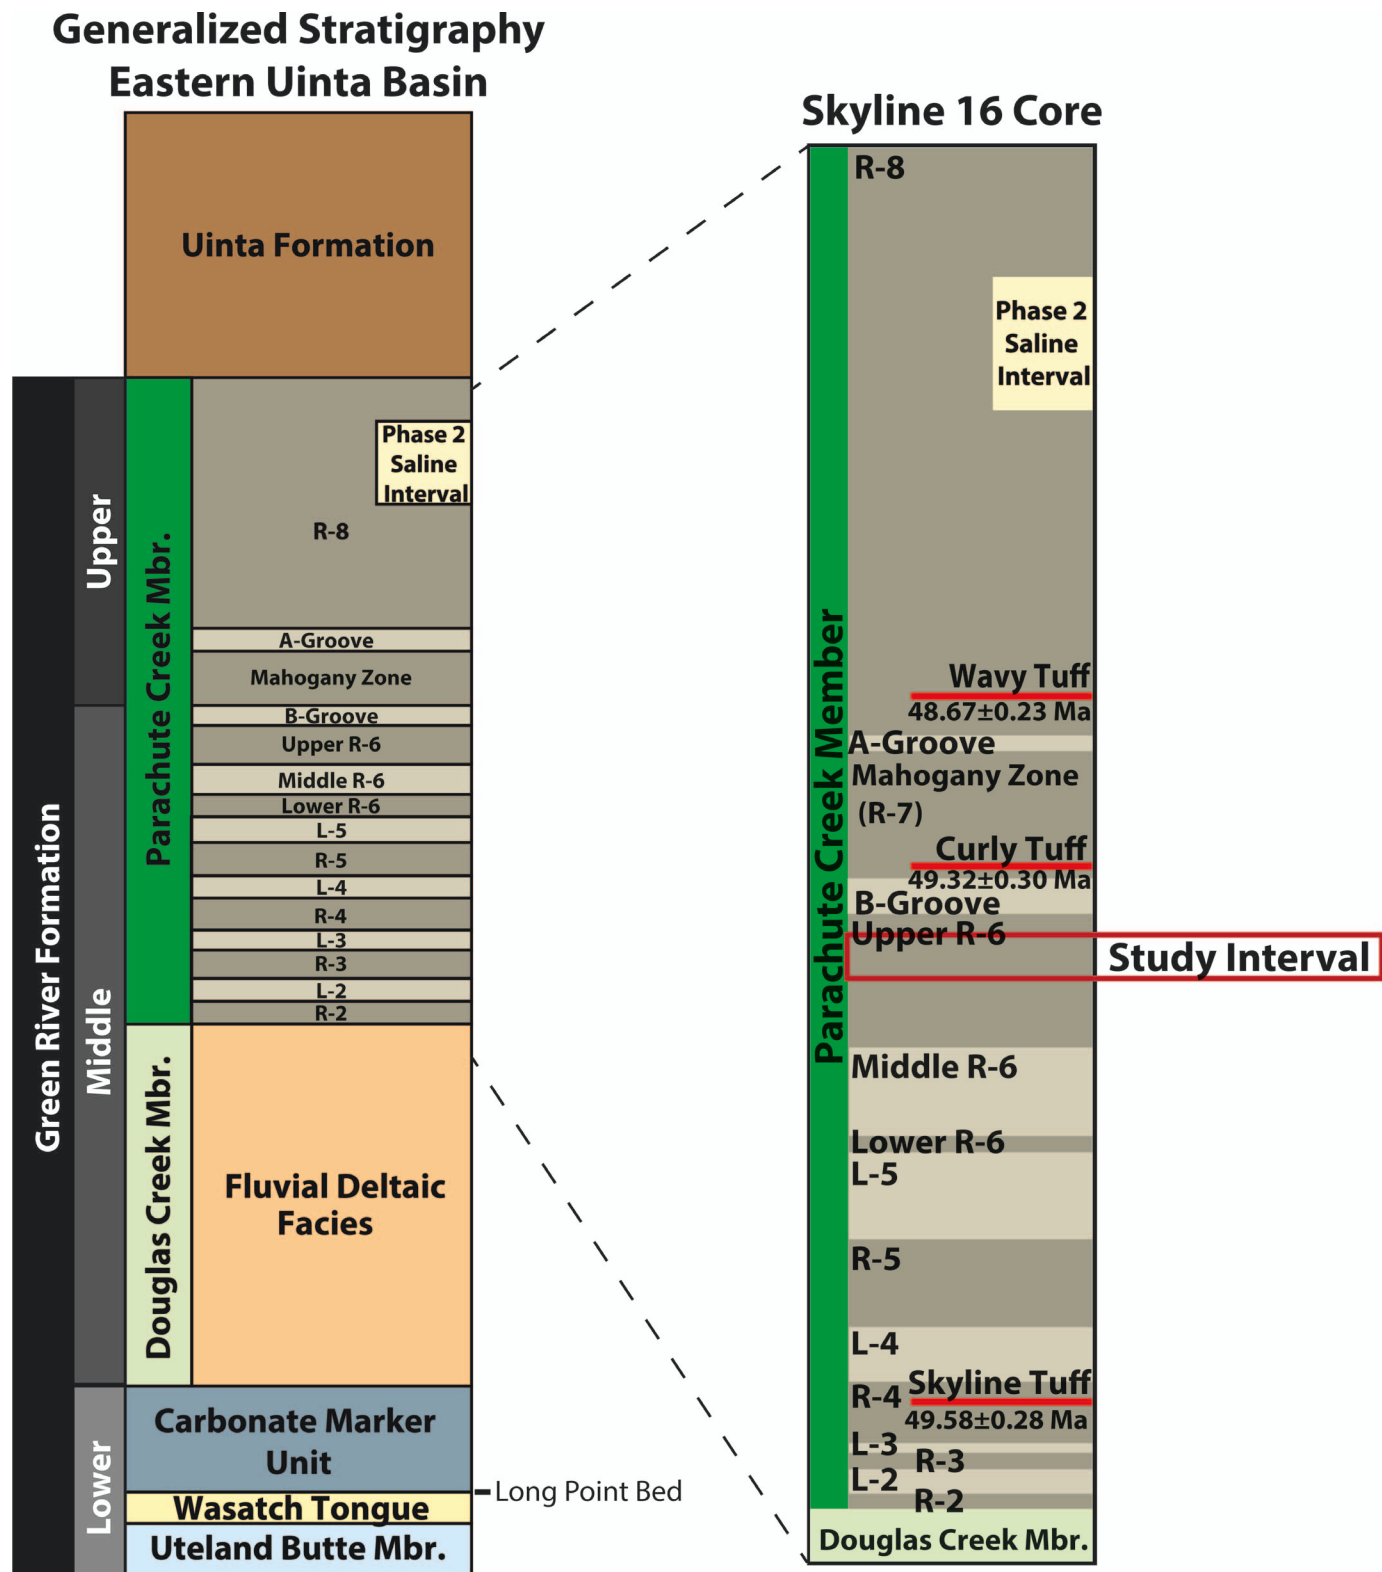 Generalized Stratigraphy
Eastern Uinta Basin
Uinta Formation
Green River Formation
Upper
Middle
Lower
Parachute Creek Mbr.
Phase 2
Saline
Interval
R-8
A-Groove
Mahogany Zone
B-Groove
Upper R-6
Middle R-6
Lower R-6
L-5
R-5
L-4
R-4
L-3
R-3
L-2
R-2
Douglas Creek Mbr.
Fluvial Deltaic
Facies
Carbonate Marker
Unit
Long Point Bed
Wasatch Tongue
Uteland Butte Mbr.
Skyline 16 Core
Parachute Creek Member
R-8
Phase 2
Saline
Interval
Wavy Tuff
48.67±0.23 Ma
A-Groove
Mahogany Zone
(R-7)
Curly Tuff
49.32±0.30 Ma
B-Groove
Upper R-6
Study Interval
Middle R-6
Lower R-6
L-5
R-5
L-4
Skyline Tuff
R-4
49.58±0.28 Ma
L-3
R-3
L-2
R-2
Douglas Creek Mbr.